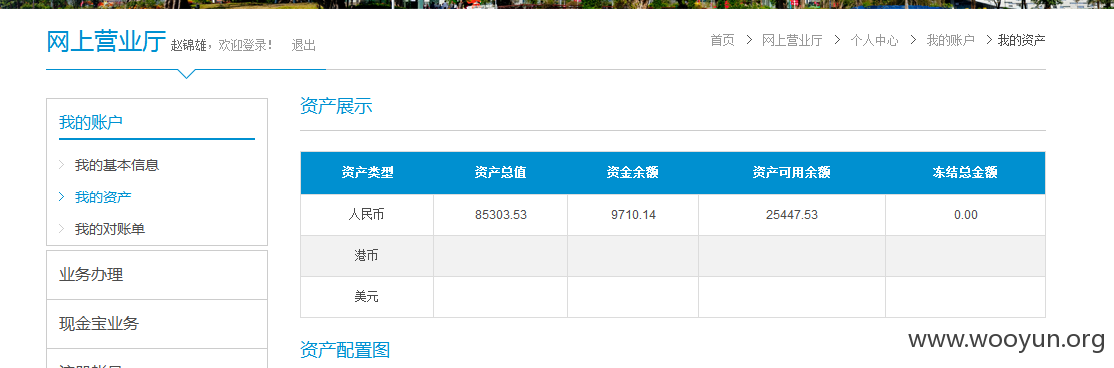 网上营业厅 赵锦雄，欢迎登录！ 退出
首页 > 网上营业厅 > 个人中心 > 我的账户 > 我的资产
我的账户
我的基本信息
我的资产
我的对账单
业务办理
现金宝业务
资产展示
资产类型 资产总值 资金余额 资产可用余额 冻结总金额
人民币 85303.53 9710.14 25447.53 0.00
港币
美元
资产配置图
www.wooyun.org